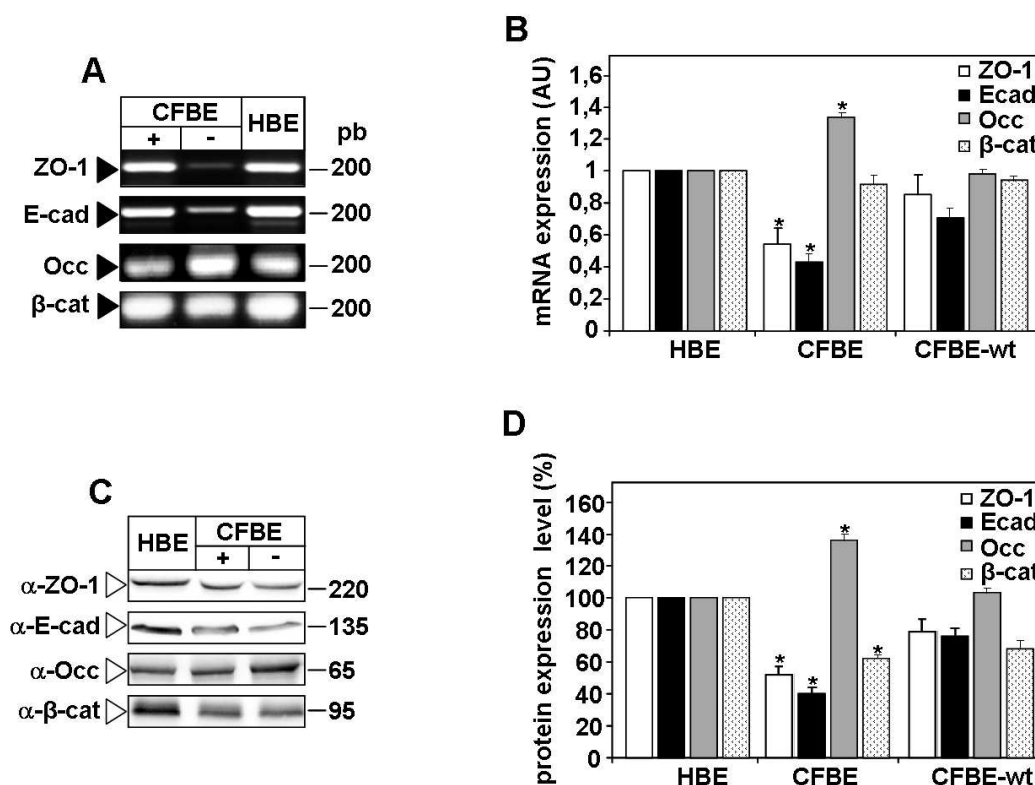 A
CFBE HBE
+ - pb
ZO-1 200
E-cad 200
Occ 200
β-cat 200
B
mRNA expression (AU)
1,6
1,4
1,2
1
0,8
0,6
0,4
0,2
0
* * *
HBE CFBE CFBE-wt
ZO-1
Ecad
Occ
β-cat
C
HBE CFBE
+ -
α-ZO-1 220
α-E-cad 135
α-Occ 65
α-β-cat 95
D
protein expression level (%)
160
140
120
100
80
60
40
20
0
* * * *
HBE CFBE CFBE-wt
ZO-1
Ecad
Occ
β-cat